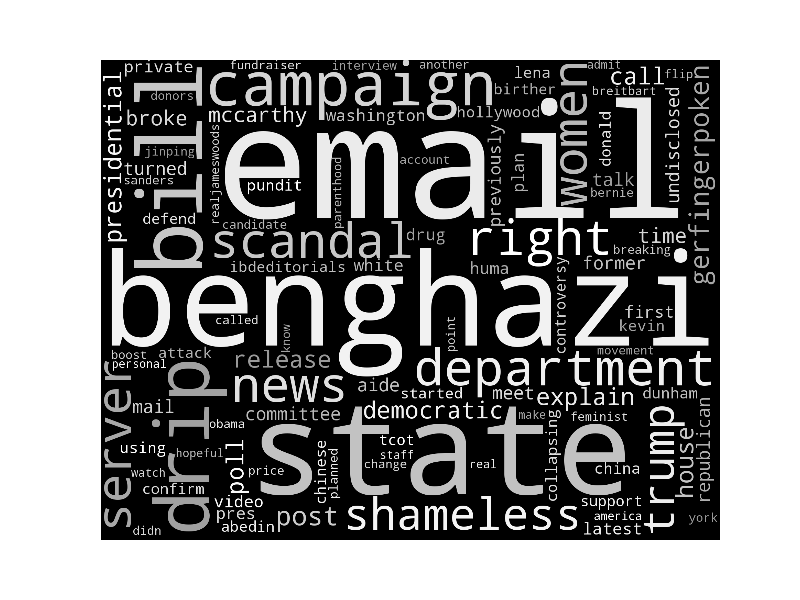 private
fundraiser
interview
another
admit
presidential
donors
bill
campaign
lena
birther
women
call
flip
breitbart
gerfingerpoken
broke
mccarthy
washington
hollywood
donald
undisclosed
email
jinping
turned
sanders
realjameswoods
pundit
parenthood
account
previously
plan
talk
bernie
defend
candidate
scandal
drug
right
time
breaking
ibdeditorials
white
huma
controversy
former
benghazi
called
know
point
first
kevin
boost
attack
personal
release
movement
department
server
drip
news
aide
started
meet
explain
dunham
mail
committee
democratic
make
feminist
trump
house
republican
obama
state
using
hopeful
poll
tcot
staff
change
real
collapsing
china
watch
price
chinese
planned
confirm
video
support
pres
post
shameless
america
york
didn
abedin
latest